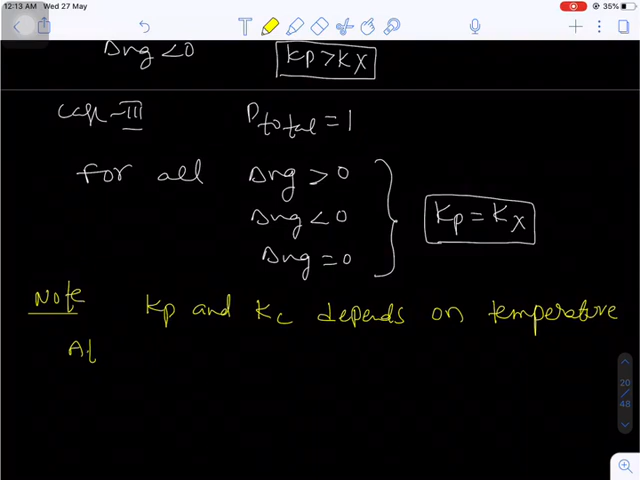 12:13 AM Wed 27 May
35%
Δng <0 Kp>Kx
Case-III Ptotal = 1
for all Δng > 0
Δng < 0
Δng = 0
Kp = Kx
Note Kp and Kc depends on temperature
At
20
48